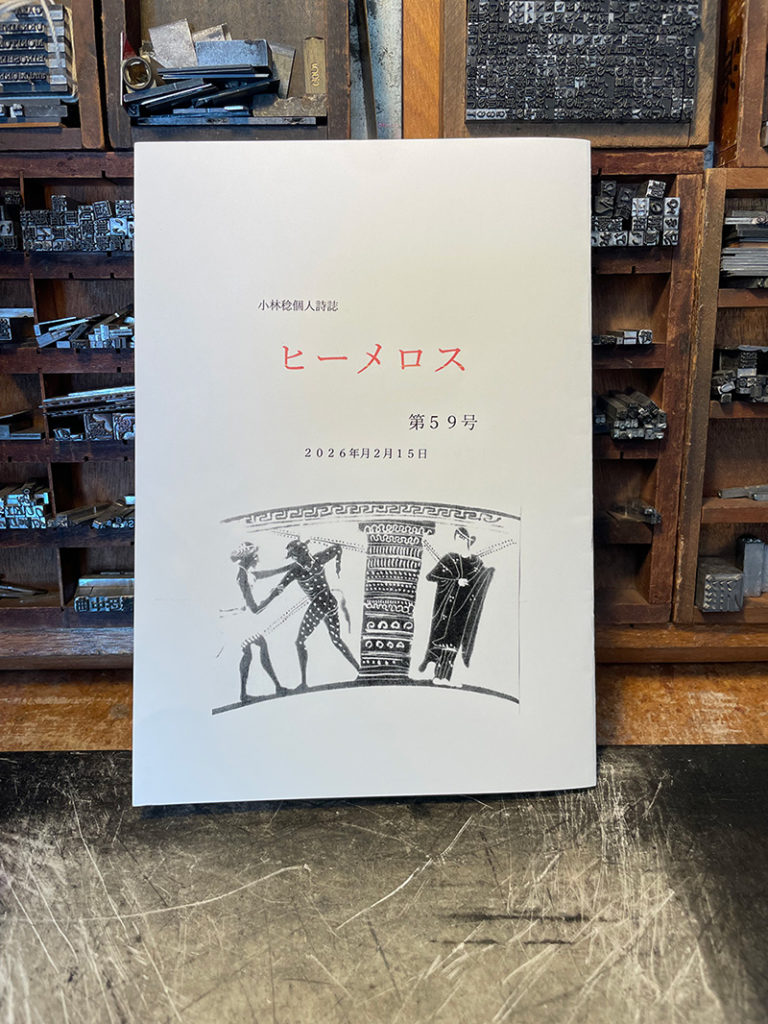 小林稔個人詩誌
ヒーメロス
第５９号
２０２６年月２月１５日